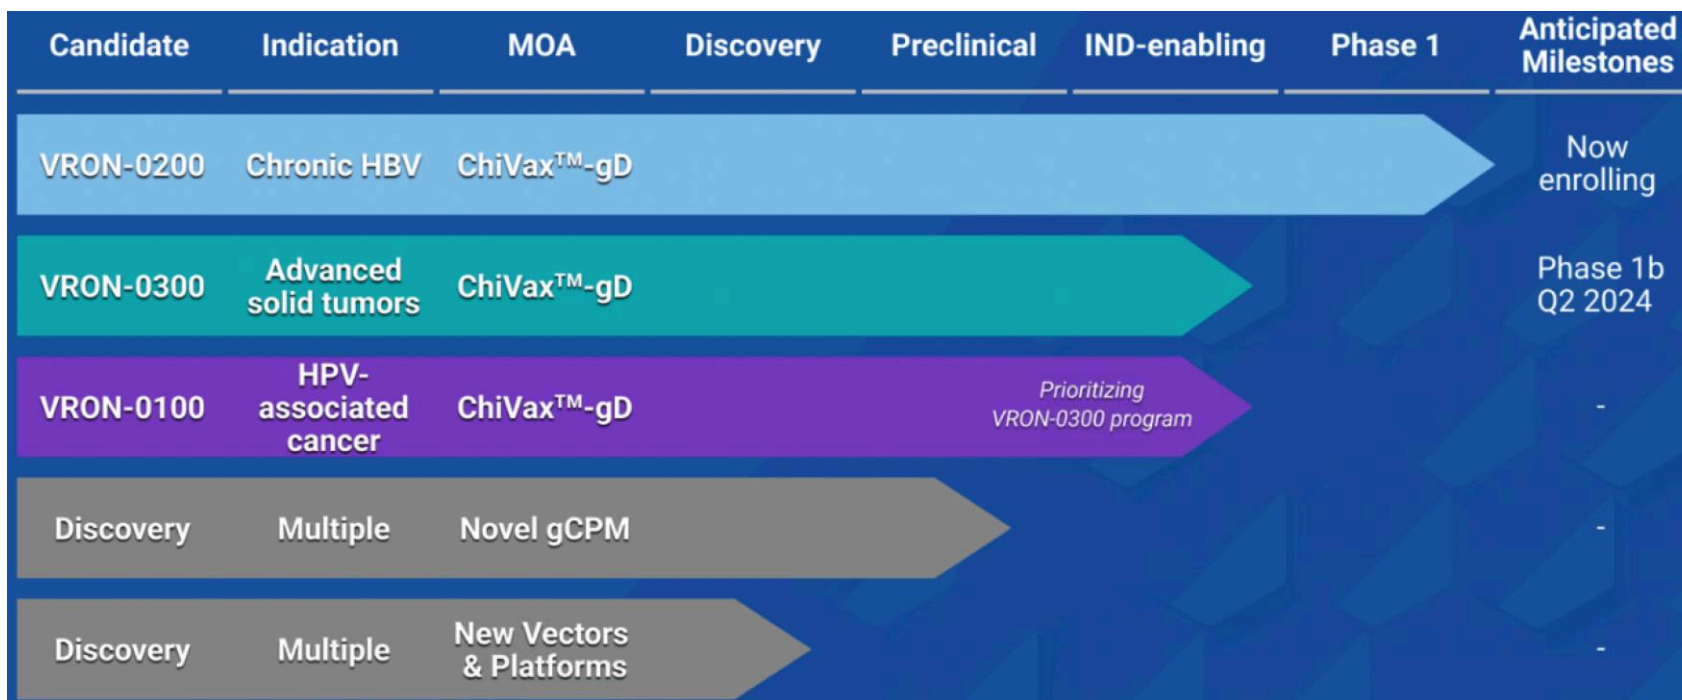 Candidate Indication MOA Discovery Preclinical IND-enabling Phase 1 Anticipated
Milestones
VRON-0200 Chronic HBV ChiVax™-gD Now
enrolling
VRON-0300 Advanced
solid tumors ChiVax™-gD Phase 1b
Q2 2024
VRON-0100 HPV-
associated
cancer ChiVax™-gD Prioritizing
VRON-0300 program -
Discovery Multiple Novel gCPM -
Discovery Multiple New Vectors
& Platforms -